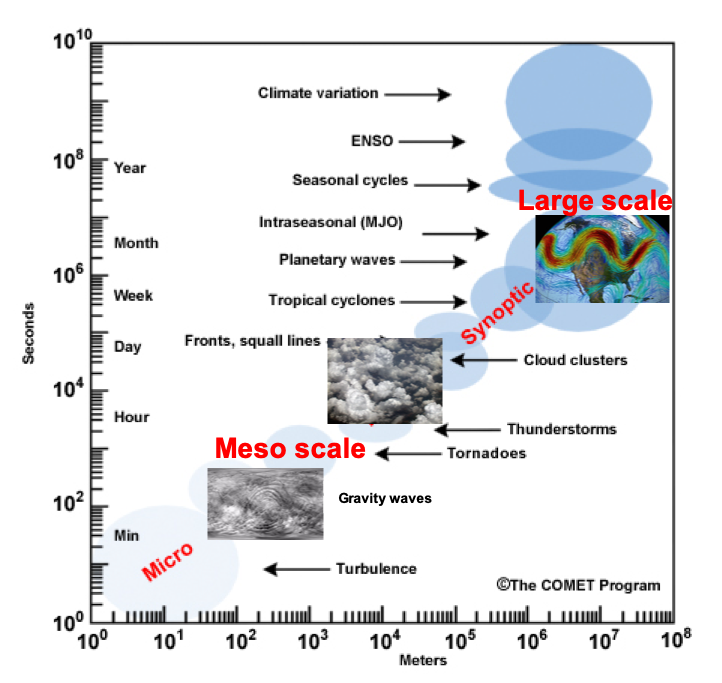 10^10
Climate variation
ENSO
10^8
Year
Seasonal cycles
Large scale
Intraseasonal (MJO)
Month
Planetary waves
10^6
Week
Tropical cyclones
Synoptic
Seconds
Day
Fronts, squall lines
Cloud clusters
10^4
Hour
Thunderstorms
Meso scale
Tornadoes
10^2
Gravity waves
Min
Micro
Turbulence
©The COMET Program
10^0
10^0 10^1 10^2 10^3 10^4 10^5 10^6 10^7 10^8
Meters